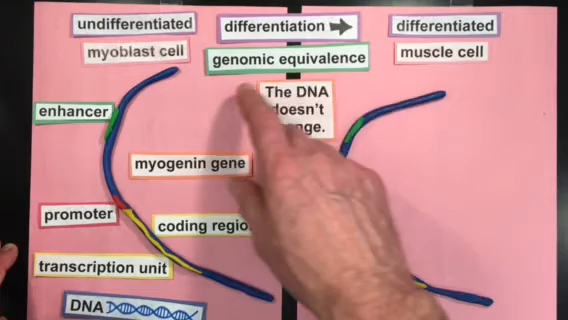 undifferentiated
differentiation
differentiated
myoblast cell
genomic equivalence
muscle cell
enhancer
The DNA
doesn't
myogenin gene
promoter
coding
transcription unit
DNA